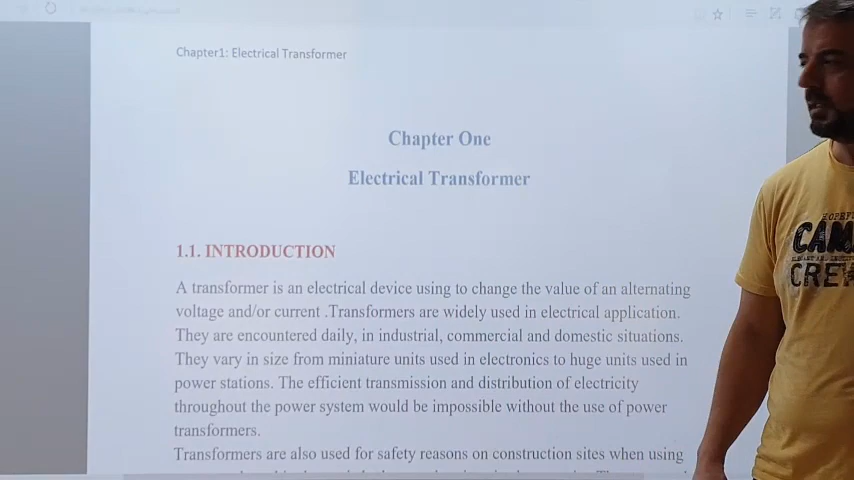 Chapter1: Electrical Transformer
Chapter One
Electrical Transformer
1.1. INTRODUCTION
A transformer is an electrical device using to change the value of an alternating
voltage and/or current .Transformers are widely used in electrical application.
They are encountered daily, in industrial, commercial and domestic situations.
They vary in size from miniature units used in electronics to huge units used in
power stations. The efficient transmission and distribution of electricity
throughout the power system would be impossible without the use of power
transformers.
Transformers are also used for safety reasons on construction sites when using
CREW